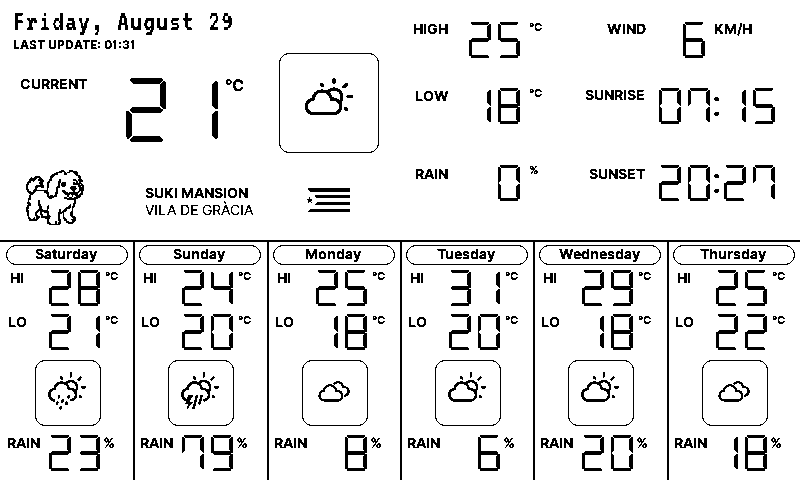 Friday, August 29
LAST UPDATE: 01:31
CURRENT 21 °C
SUKI MANSION
VILA DE GRÀCIA
HIGH 25 °C
WIND 6 KM/H
LOW 18 °C
SUNRISE 07:15
RAIN 0 %
SUNSET 20:27
Saturday
HI 28 °C
LO 21 °C
RAIN 23 %
Sunday
HI 24 °C
LO 20 °C
RAIN 79 %
Monday
HI 25 °C
LO 18 °C
RAIN 8 %
Tuesday
HI 31 °C
LO 20 °C
RAIN 6 %
Wednesday
HI 29 °C
LO 18 °C
RAIN 20 %
Thursday
HI 25 °C
LO 22 °C
RAIN 18 %